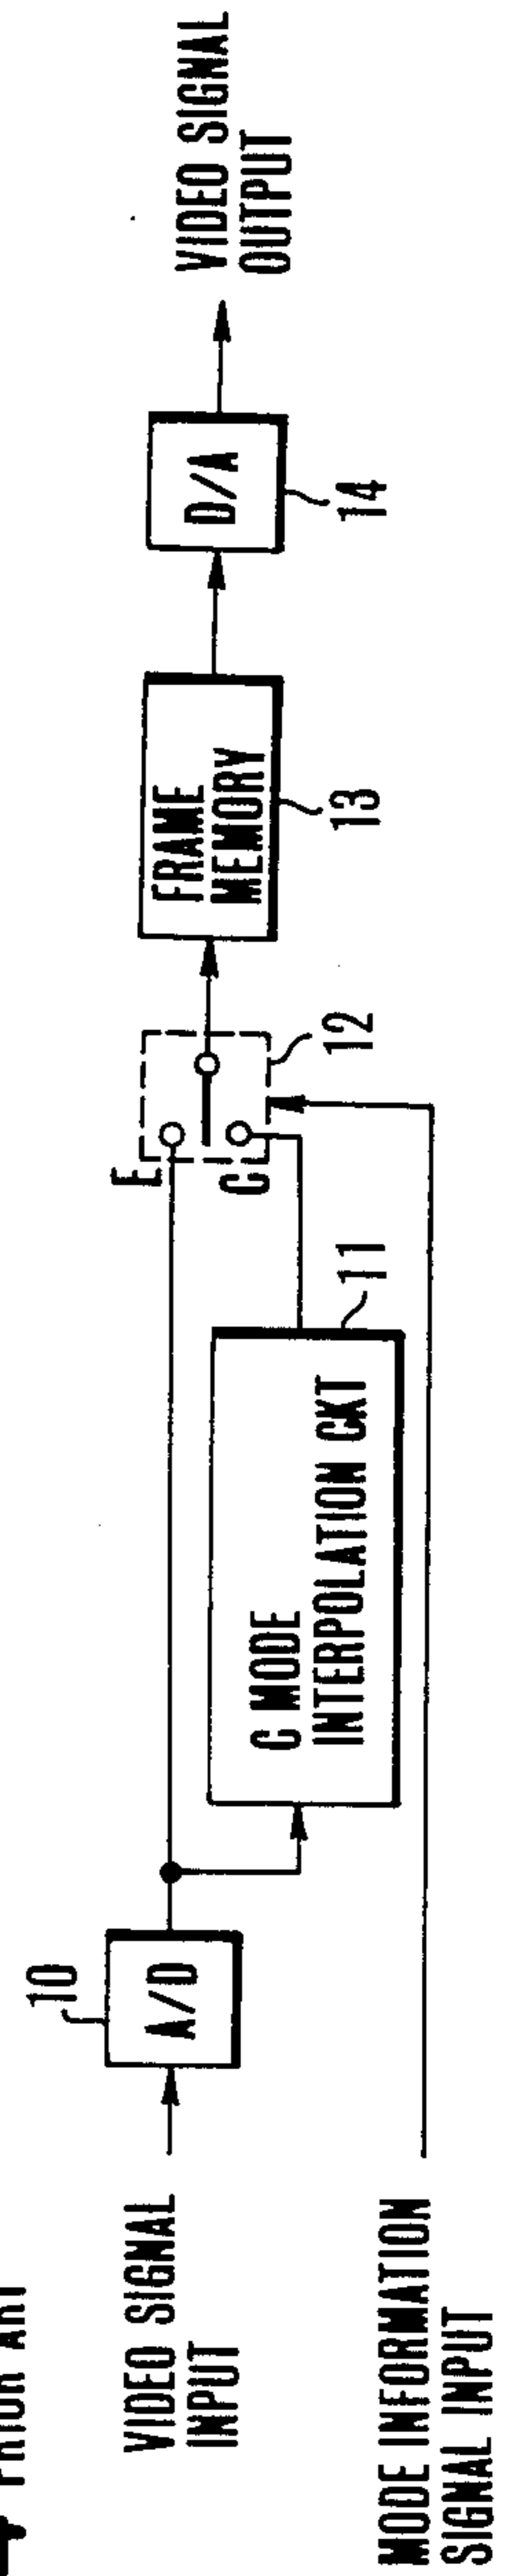 PRIOR ART
VIDEO SIGNAL
INPUT
10
A/D
C MODE
INTERPOLATION CKT
11
E
C
12
FRAME
MEMORY
13
D/A
14
VIDEO SIGNAL
OUTPUT
MODE INFORMATION
SIGNAL INPUT